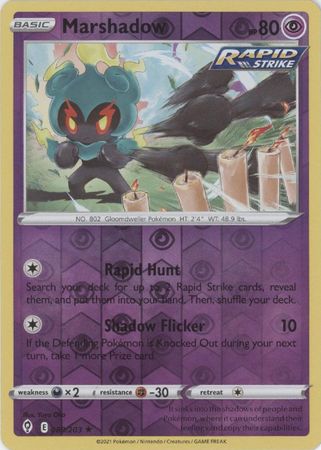 BASIC
Marshadow
HP 80
RAPID
STRIKE
NO. 802 Gloomdweller Pokémon HT: 2'4" WT: 48.9 lbs.
Rapid Hunt
Search your deck for up to 2 Rapid Strike cards, reveal
them, and put them into your hand. Then, shuffle your deck.
Shadow Flicker 10
If the Defending Pokémon is Knocked Out during your
next turn, take 1 more Prize card.
weakness ×2 resistance -30 retreat
Illus.
E /203 ★
It sinks into the shadows of people and
Pokémon, where it can understand their
feelings and copy their capabilities.
©2021 Pokémon / Nintendo / Creatures / GAME FREAK